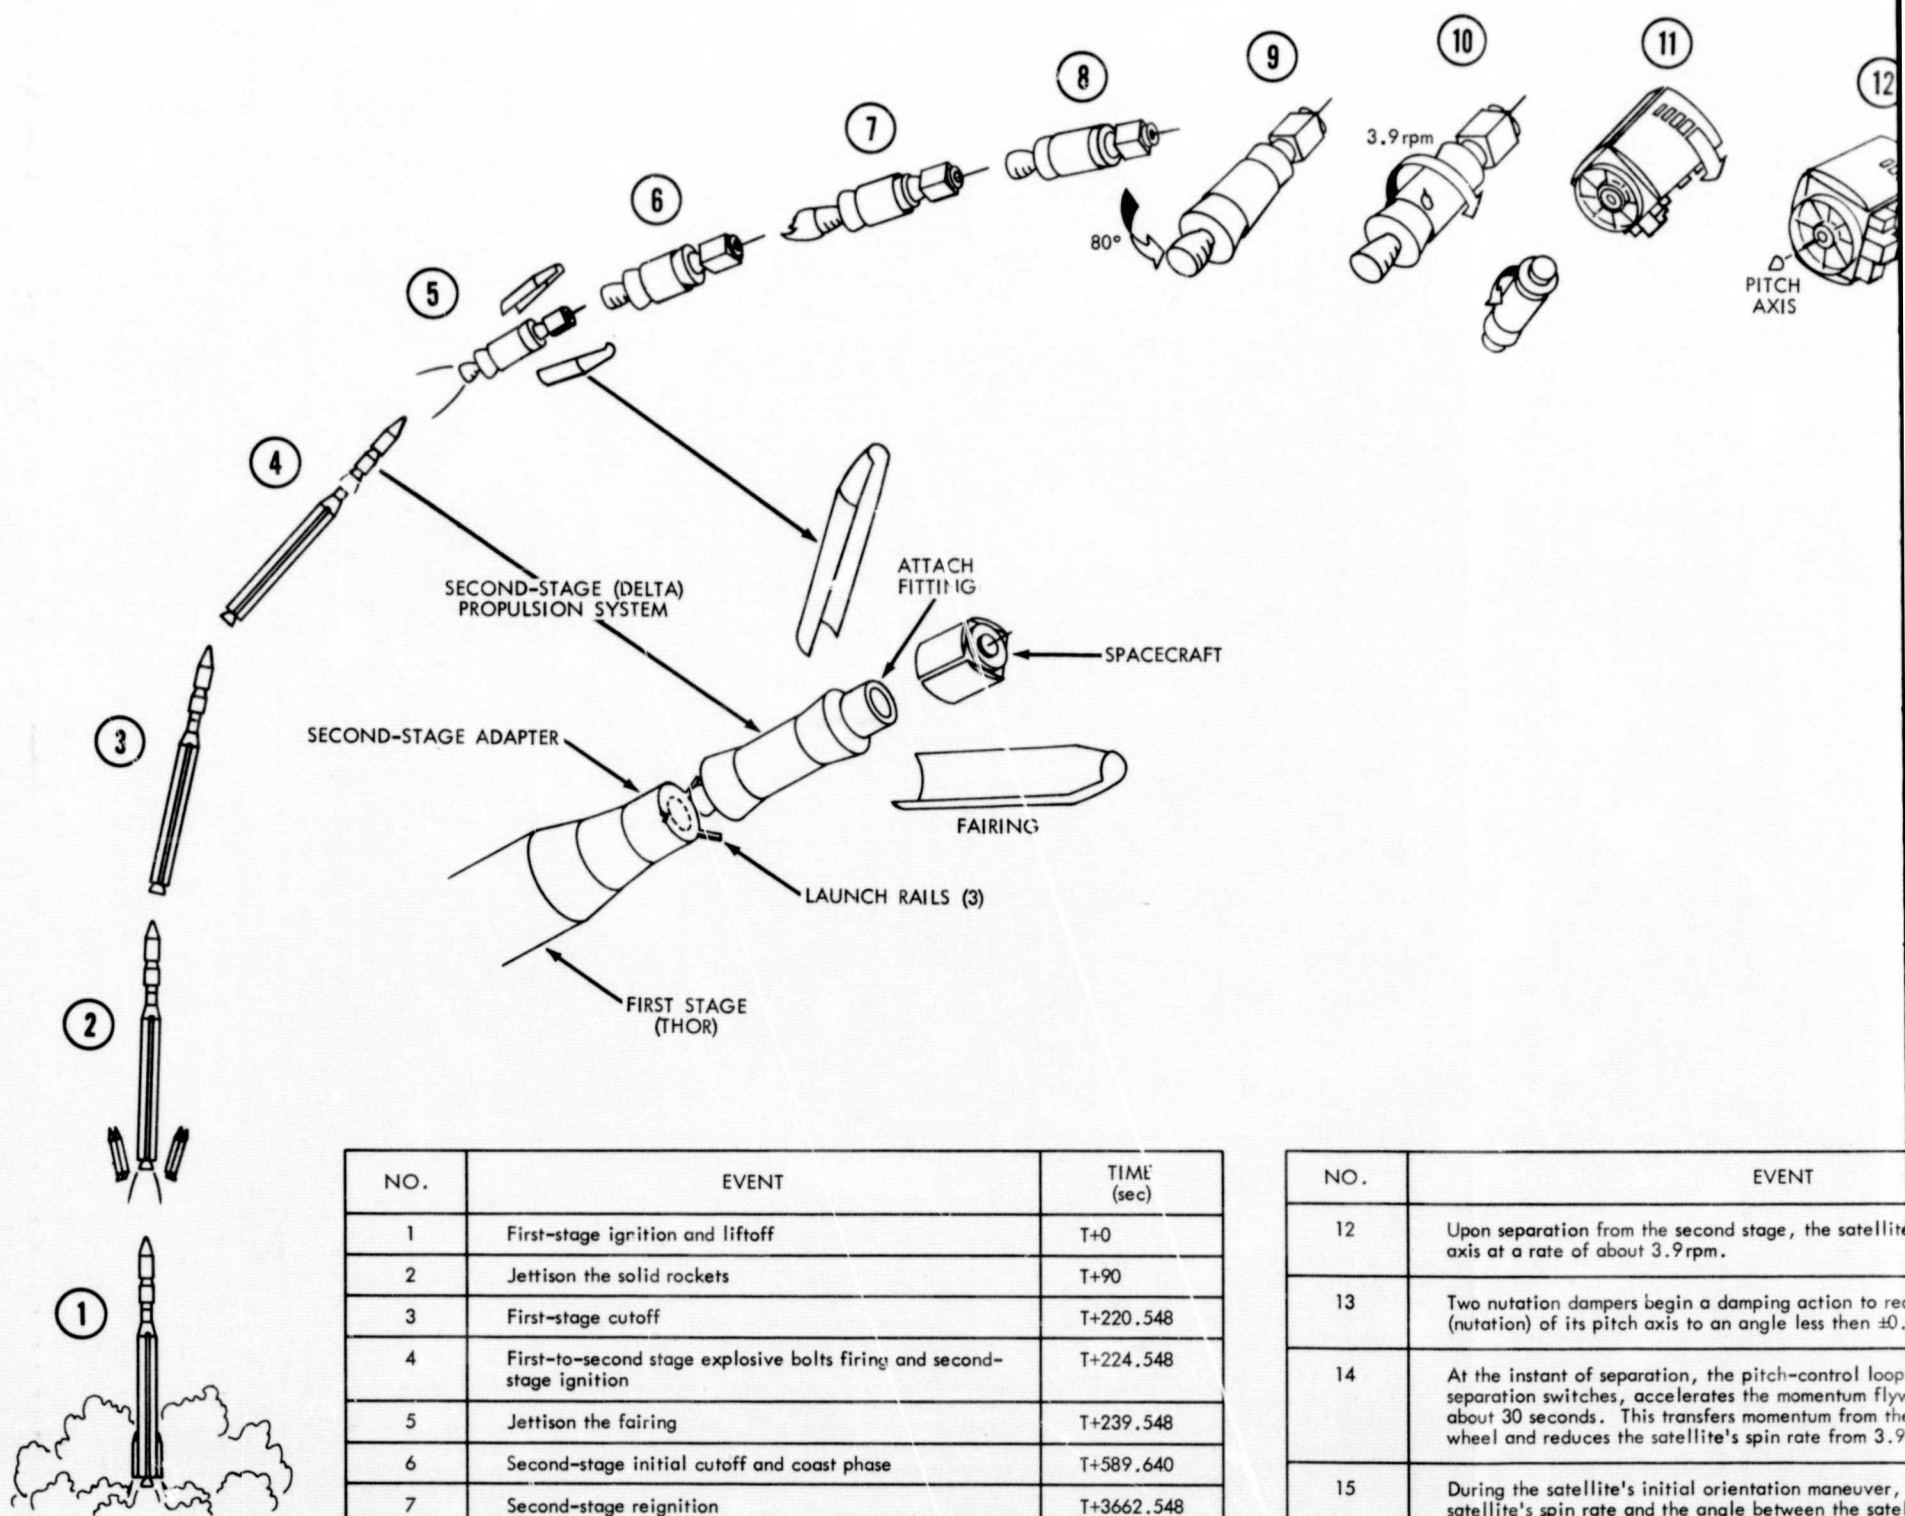 1
2
3
4
5
6
7
8
9
10
11
12
3.9rpm
80°
PITCH
AXIS
SECOND-STAGE (DELTA)
PROPULSION SYSTEM
ATTACH
FITTING
SPACECRAFT
SECOND-STAGE ADAPTER
FAIRING
LAUNCH RAILS (3)
FIRST STAGE
(THOR)
NO. EVENT TIME
(sec)
1 First-stage ignition and liftoff T+0
2 Jettison the solid rockets T+90
3 First-stage cutoff T+220.548
4 First-to-second stage explosive bolts firing and second- T+224.548
stage ignition
5 Jettison the fairing T+239.548
6 Second-stage initial cutoff and coast phase T+589.640
7 Second-stage reignition T+3662.548
NO. EVENT
12 Upon separation from the second stage, the satellite
axis at a rate of about 3.9rpm.
13 Two nutation dampers begin a damping action to
(nutation) of its pitch axis to an angle less then ±0.
14 At the instant of separation, the pitch-control loop
separation switches, accelerates the momentum
about 30 seconds. This transfers momentum from
wheel and reduces the satellite's spin rate from 3.9
15 During the satellite's initial orientation maneuver,
satellite's spin rate and the angle between the